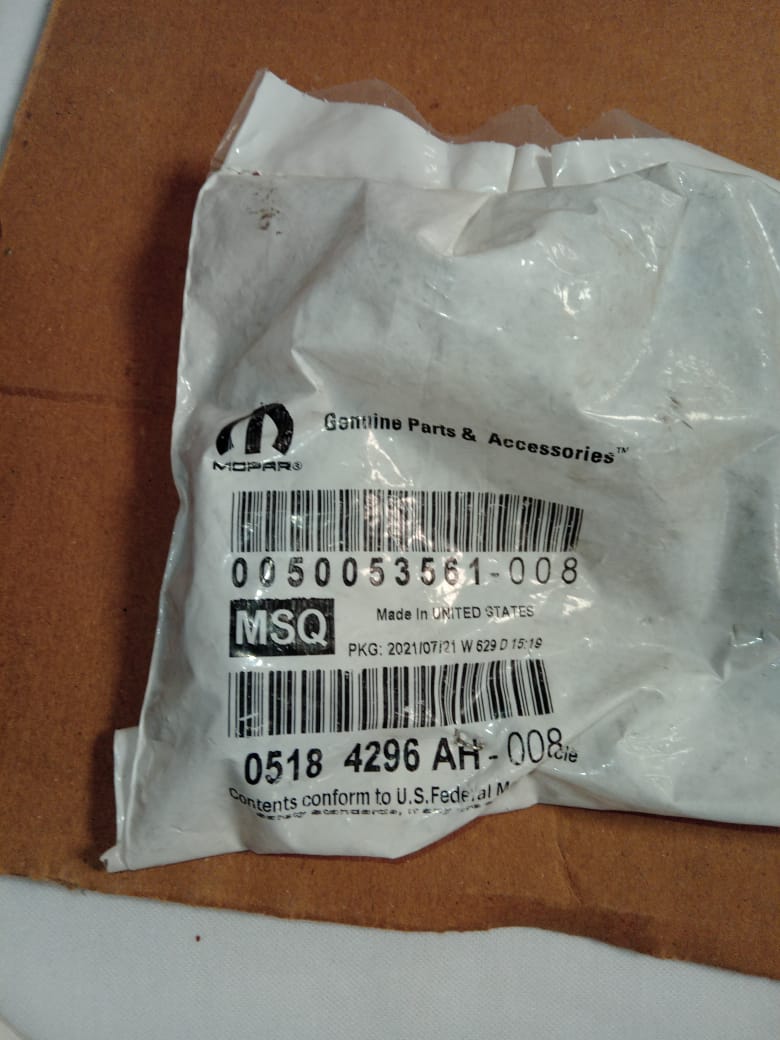 MOPAR®
Genuine Parts & Accessories™
0050053561-008
MSQ
Made In UNITED STATES
PKG: 2021/07/21 W 629 D 15:19
0518 4296 AH - 008
Contents conform to U.S. Federal M